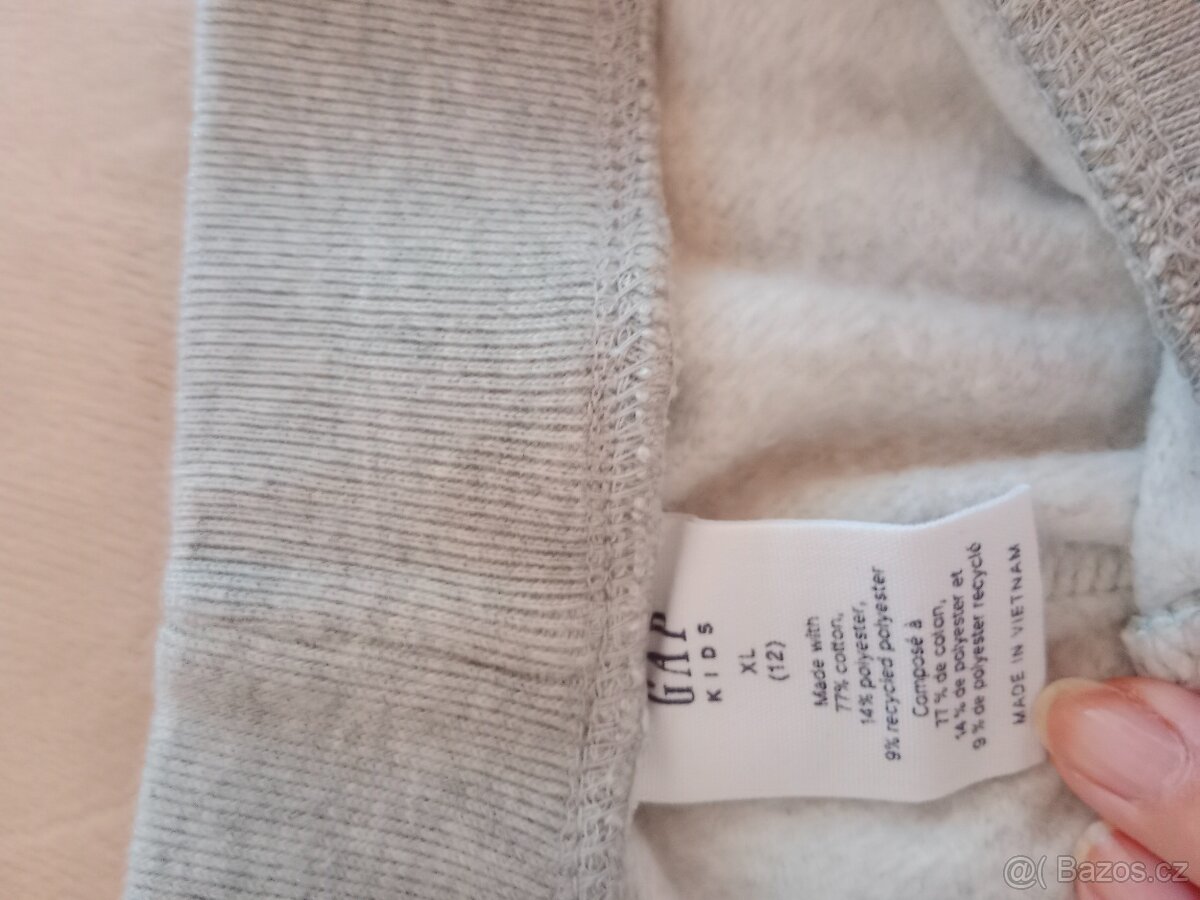 GAP
KIDS
XL
(12)
Made with
77% cotton,
14% polyester,
9% recycled polyester
Composé à
77 % de coton,
14 % de polyester et
9 % de polyester recyclé
MADE IN VIETNAM
@( Bazos.cz